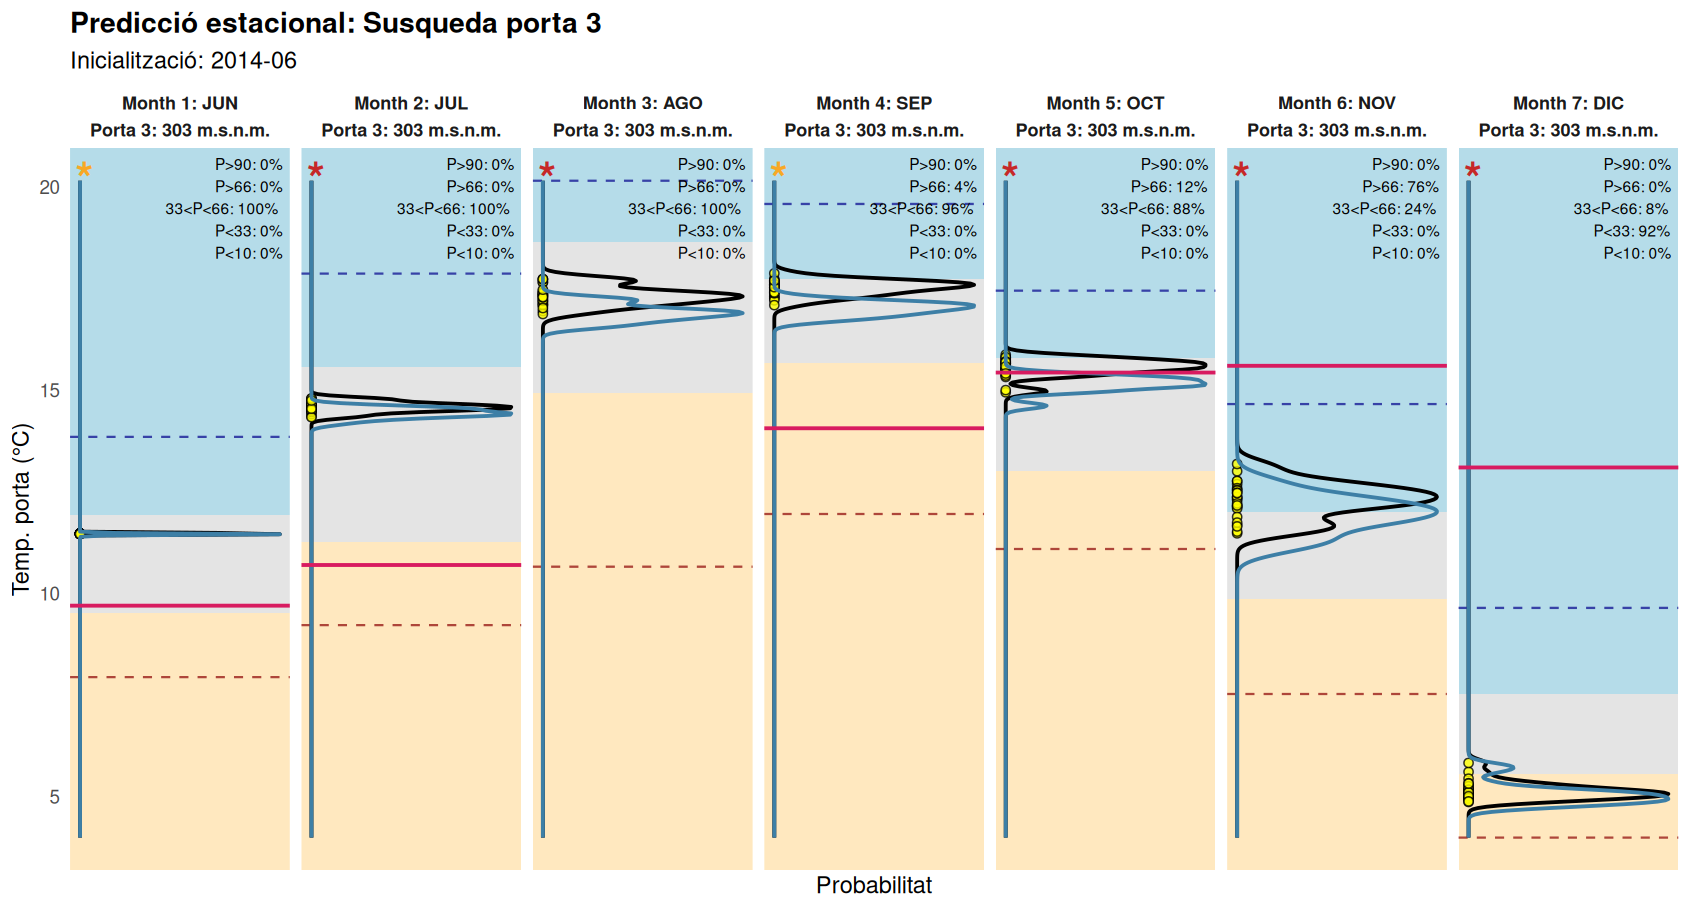 Predicció estacional: Susqueda porta 3
Inicialització: 2014-06
Month 1: JUN
Porta 3: 303 m.s.n.m.
Month 2: JUL
Porta 3: 303 m.s.n.m.
Month 3: AGO
Porta 3: 303 m.s.n.m.
Month 4: SEP
Porta 3: 303 m.s.n.m.
Month 5: OCT
Porta 3: 303 m.s.n.m.
Month 6: NOV
Porta 3: 303 m.s.n.m.
Month 7: DIC
Porta 3: 303 m.s.n.m.
*
P>90: 0%
P>66: 0%
33<P<66: 100%
P<33: 0%
P<10: 0%
*
P>90: 0%
P>66: 0%
33<P<66: 100%
P<33: 0%
P<10: 0%
*
P>90: 0%
P>66: 0%
33<P<66: 100%
P<33: 0%
P<10: 0%
*
P>90: 0%
P>66: 4%
33<P<66: 96%
P<33: 0%
P<10: 0%
*
P>90: 0%
P>66: 12%
33<P<66: 88%
P<33: 0%
P<10: 0%
*
P>90: 0%
P>66: 76%
33<P<66: 24%
P<33: 0%
P<10: 0%
*
P>90: 0%
P>66: 0%
33<P<66: 8%
P<33: 92%
P<10: 0%
20
15
10
5
Temp. porta (°C)
Probabilitat